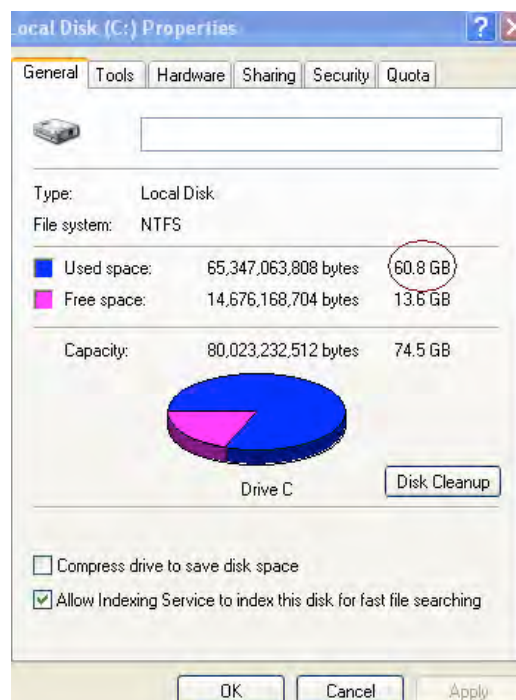 ocal Disk (C:) Properties
General Tools Hardware Sharing Security Quota
Type: Local Disk
File system: NTFS
Used space: 65,347,063,808 bytes 60.8 GB
Free space: 14,676,168,704 bytes 13.6 GB
Capacity: 80,023,232,512 bytes 74.5 GB
Drive C
Disk Cleanup
Compress drive to save disk space
Allow Indexing Service to index this disk for fast file searching
OK Cancel Apply